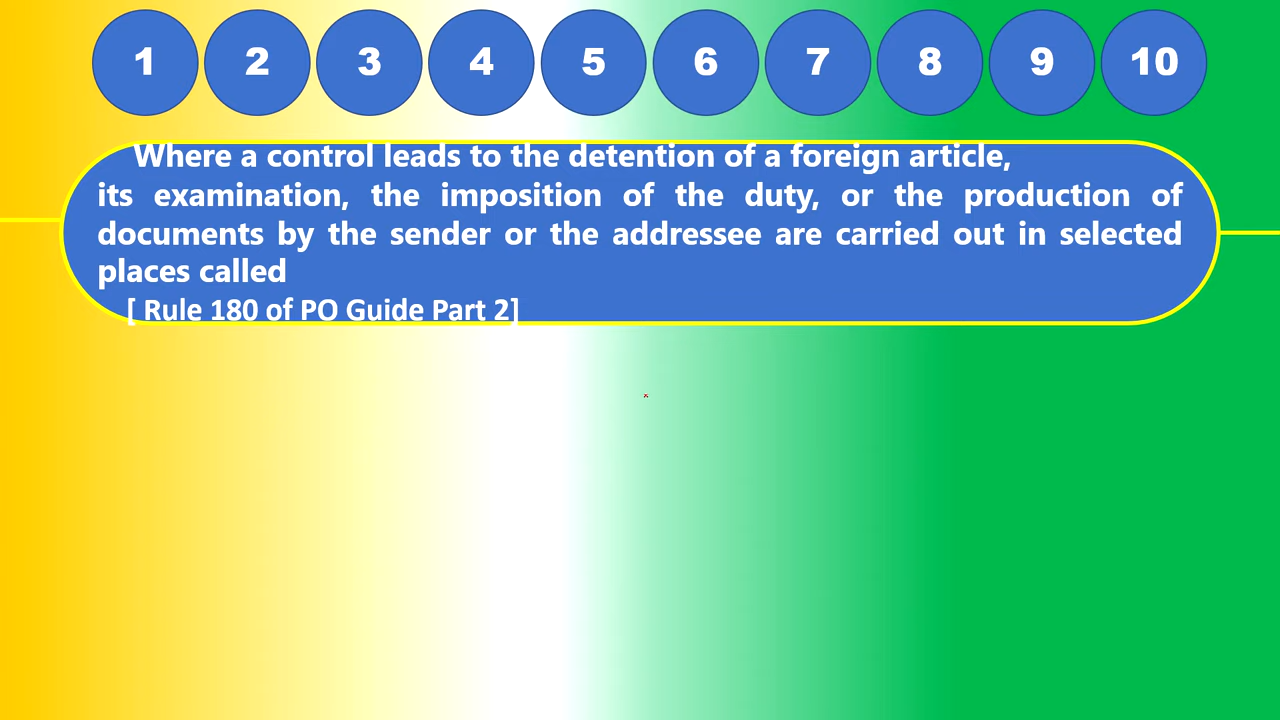 1 2 3 4 5 6 7 8 9 10
Where a control leads to the detention of a foreign article,
its examination, the imposition of the duty, or the production of
documents by the sender or the addressee are carried out in selected
places called
[ Rule 180 of PO Guide Part 2]